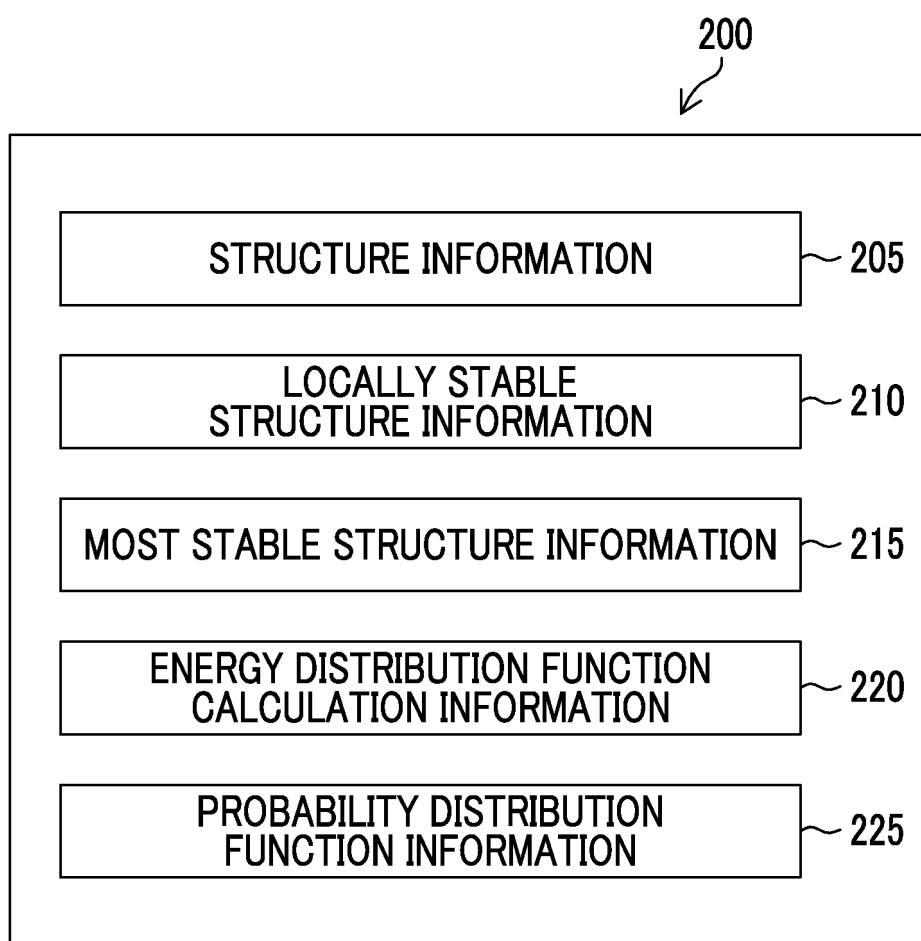 200
STRUCTURE INFORMATION
205
LOCALLY STABLE
STRUCTURE INFORMATION
210
MOST STABLE STRUCTURE INFORMATION
215
ENERGY DISTRIBUTION FUNCTION
CALCULATION INFORMATION
220
PROBABILITY DISTRIBUTION
FUNCTION INFORMATION
225